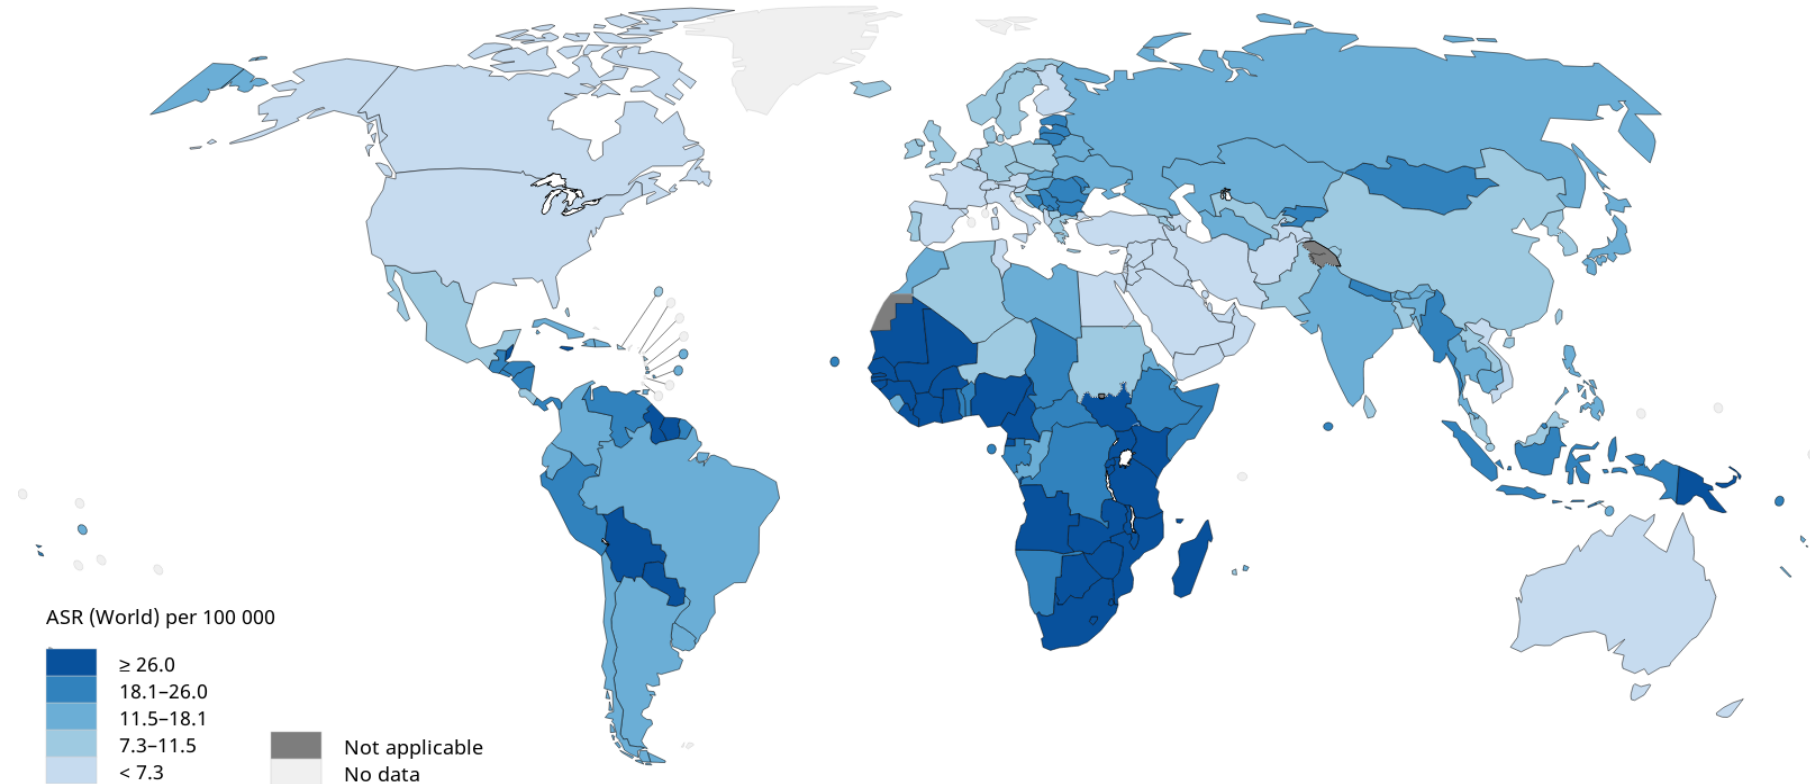 ASR (World) per 100 000
≥ 26.0
18.1–26.0
11.5–18.1
7.3–11.5
< 7.3
Not applicable
No data